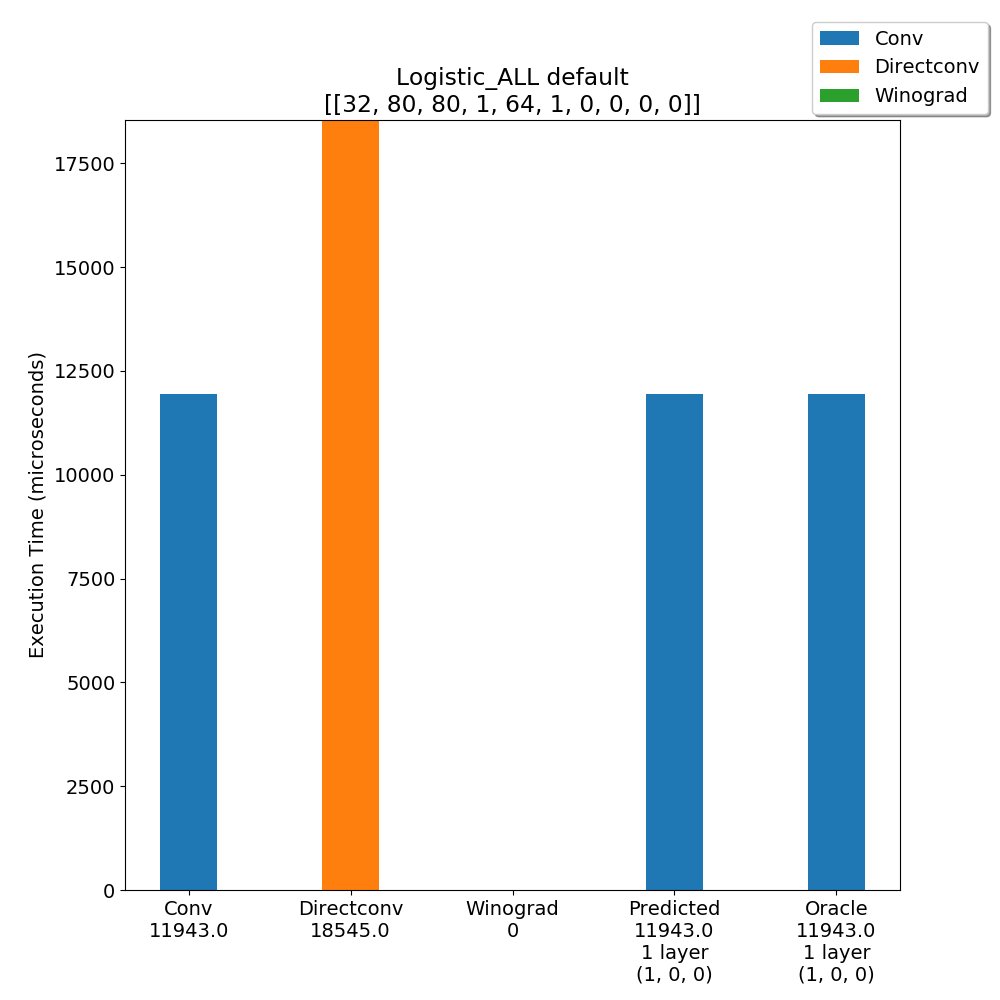 Conv
Directconv
Winograd
Logistic_ALL default
[[32, 80, 80, 1, 64, 1, 0, 0, 0, 0]]
Execution Time (microseconds)
17500
15000
12500
10000
7500
5000
2500
0
Conv
11943.0
Directconv
18545.0
Winograd
0
Predicted
11943.0
1 layer
(1, 0, 0)
Oracle
11943.0
1 layer
(1, 0, 0)